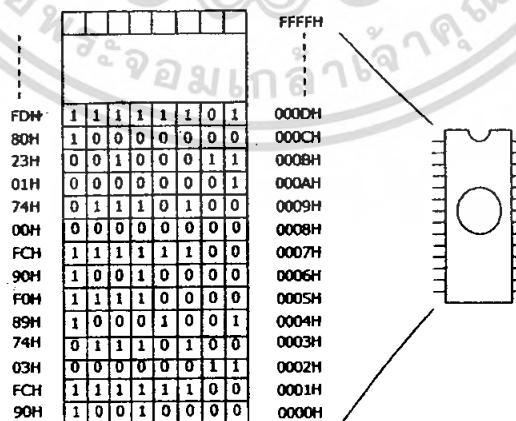 FFFFH
FDH 1 1 1 1 1 1 0 1 000DH
80H 1 0 0 0 0 0 0 0 000CH
23H 0 0 1 0 0 0 1 1 000BH
01H 0 0 0 0 0 0 0 1 000AH
74H 0 1 1 1 0 1 0 0 0009H
00H 0 0 0 0 0 0 0 0 0008H
FCH 1 1 1 1 1 1 0 0 0007H
90H 1 0 0 1 0 0 0 0 0006H
F0H 1 1 1 1 0 0 0 0 0005H
89H 1 0 0 0 1 0 0 1 0004H
74H 0 1 1 1 0 1 0 0 0003H
03H 0 0 0 0 0 0 1 1 0002H
FCH 1 1 1 1 1 1 0 0 0001H
90H 1 0 0 1 0 0 0 0 0000H